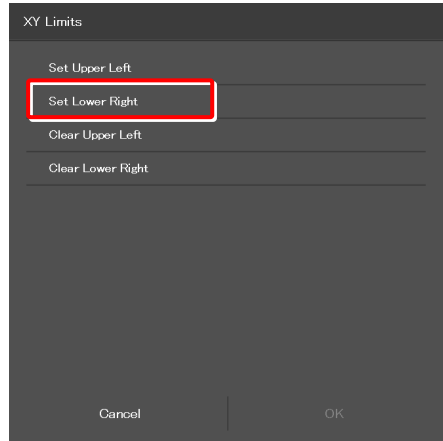 XY Limits
Set Upper Left
Set Lower Right
Clear Upper Left
Clear Lower Right
Cancel
OK